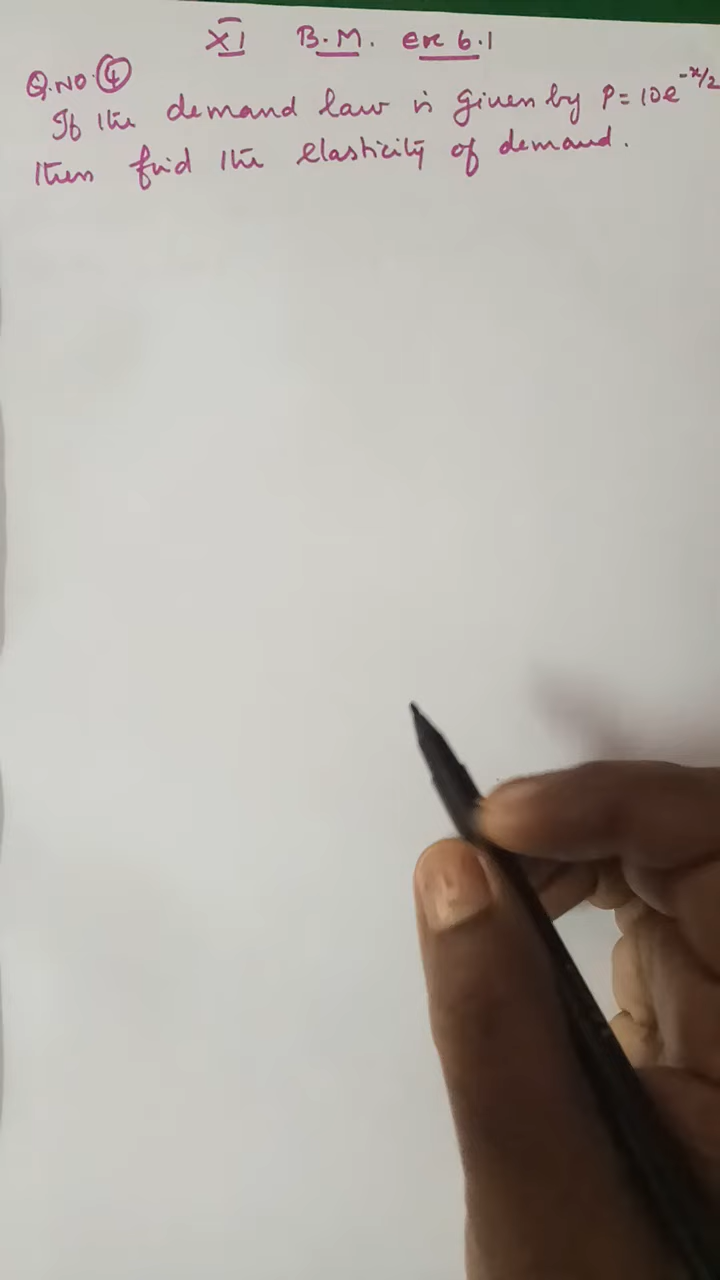 XI B.M. ex 6.1
Q.NO. 4
If the demand law is given by P = 10e^{-x/2}
then find the elasticity of demand.